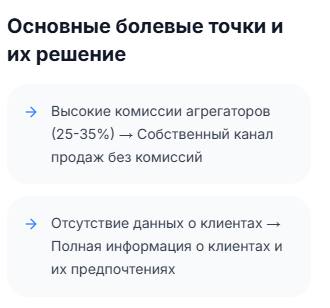 Основные болевые точки и
их решение
→ Высокие комиссии агрегаторов
(25-35%) → Собственный канал
продаж без комиссий
→ Отсутствие данных о клиентах →
Полная информация о клиентах и
их предпочтениях